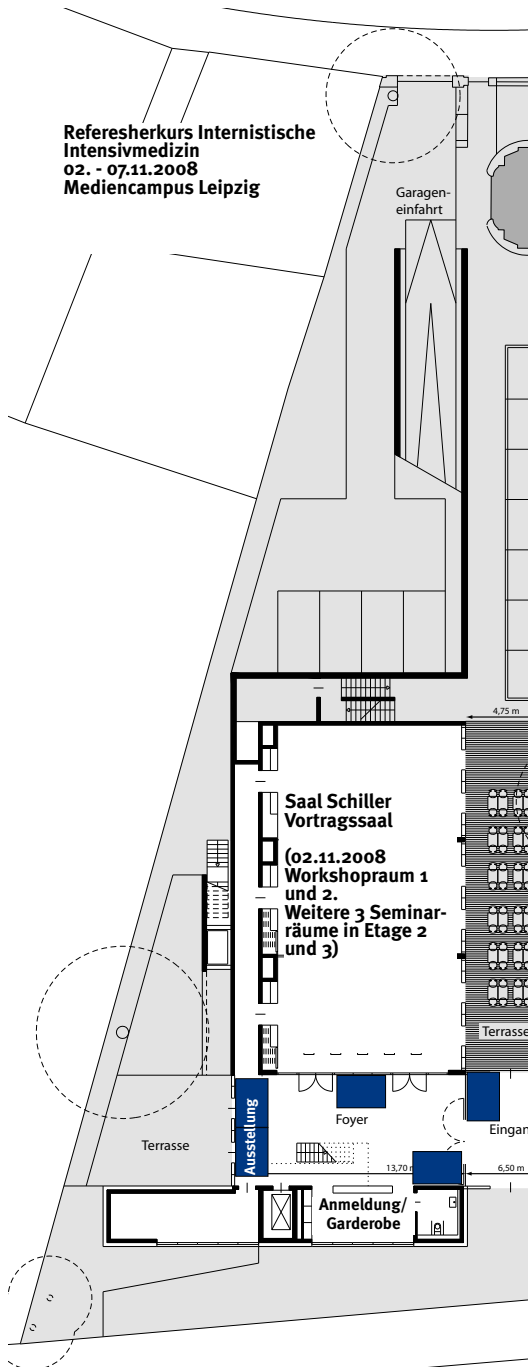 Referesherkurs Internistische
Intensivmedizin
02. - 07.11.2008
Mediencampus Leipzig
Garagen-
einfahrt
4,75 m
Saal Schiller
Vortragssaal
(02.11.2008
Workshopraum 1
und 2.
Weitere 3 Seminar-
räume in Etage 2
und 3)
Terrasse
Ausstellung
Foyer
Eingan
Terrasse
13,70 m
6,50 m
Anmeldung/
Garderobe